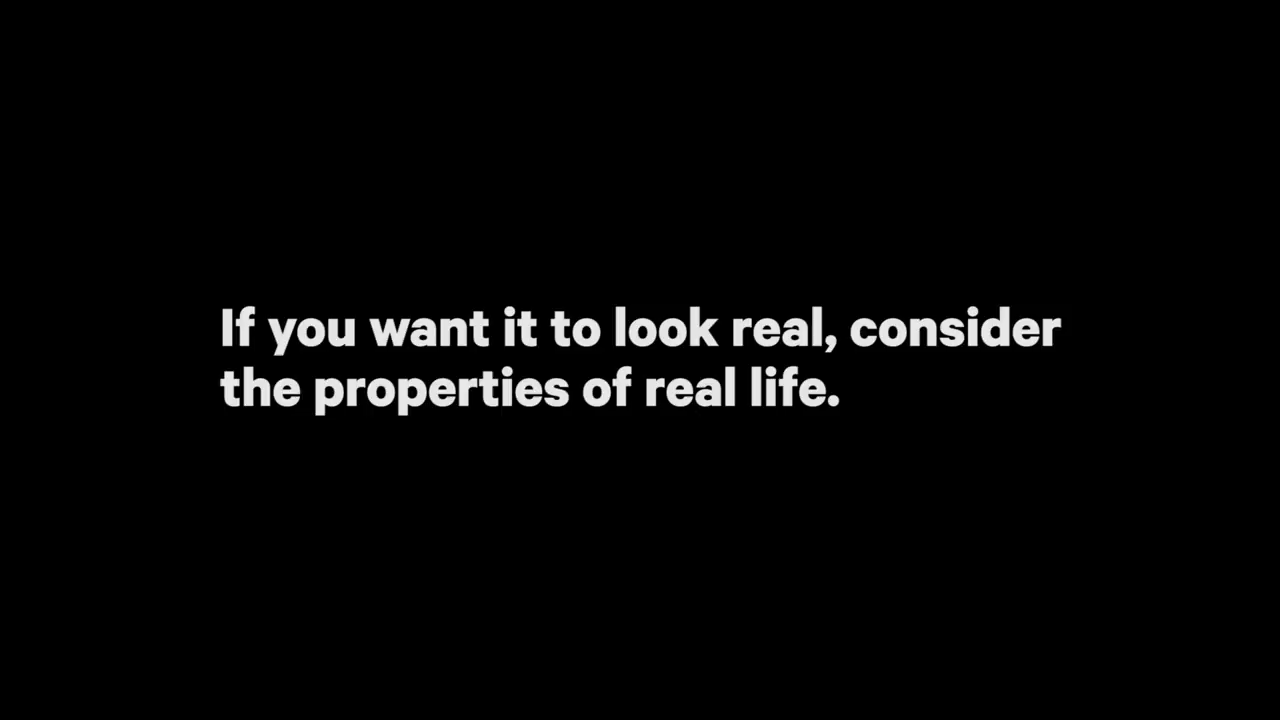 If you want it to look real, consider
the properties of real life.